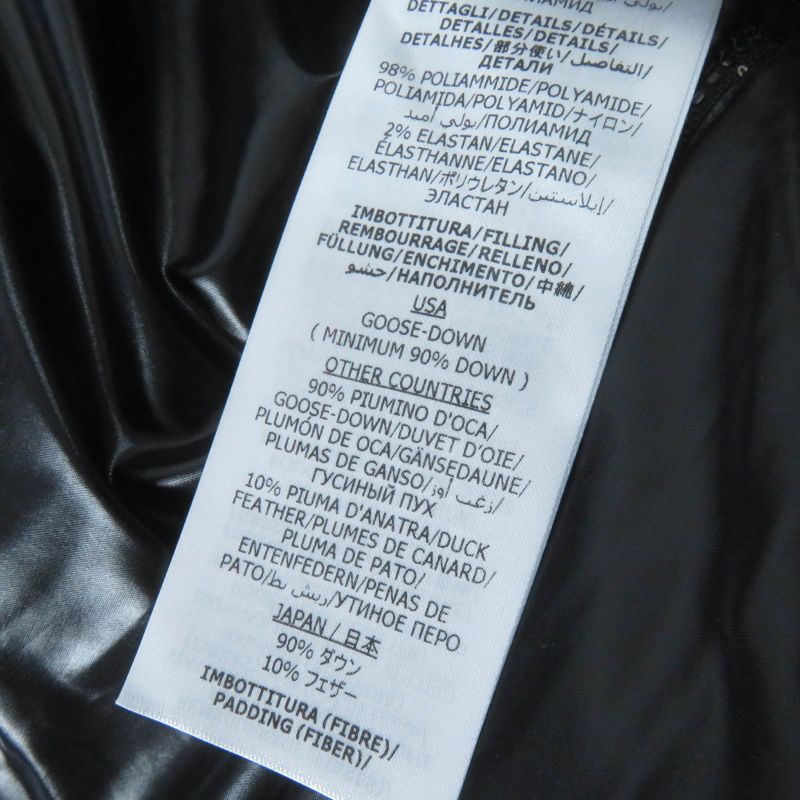 ПОЛИАМИД
DETTAGLI/DETAILS/DÉTAILS/
DETALLES/DETAILS/
DETALHES/部分使い/التفاصيل/
ДЕТАЛИ
98% POLIAMMIDE/POLYAMIDE/
POLIAMIDA/POLYAMID/ナイロン/
بولي أميد/ПОЛИАМИД
2% ELASTAN/ELASTANE/
ÉLASTHANNE/ELASTANO/
ELASTHAN/ポリウレタン/إيلاستين/
ЭЛАСТАН
IMBOTTITURA/FILLING/
REMBOURRAGE/RELLENO/
FÜLLUNG/ENCHIMENTO/中綿/
حشو/НАПОЛНИТЕЛЬ
USA
GOOSE-DOWN
( MINIMUM 90% DOWN )
OTHER COUNTRIES
90% PIUMINO D'OCA/
GOOSE-DOWN/DUVET D'OIE/
PLUMÓN DE OCA/GÄNSEDAUNE/
PLUMAS DE GANSO/زغب أوز/
ГУСИНЫЙ ПУХ
10% PIUMA D'ANATRA/DUCK
FEATHER/PLUMES DE CANARD/
PLUMA DE PATO/
ENTENFEDERN/PENAS DE
PATO/ريش بط/УТИНОЕ ПЕРО
JAPAN / 日本
90% ダウン
10% フェザー
IMBOTTITURA (FIBRE)/
PADDING (FIBER)/